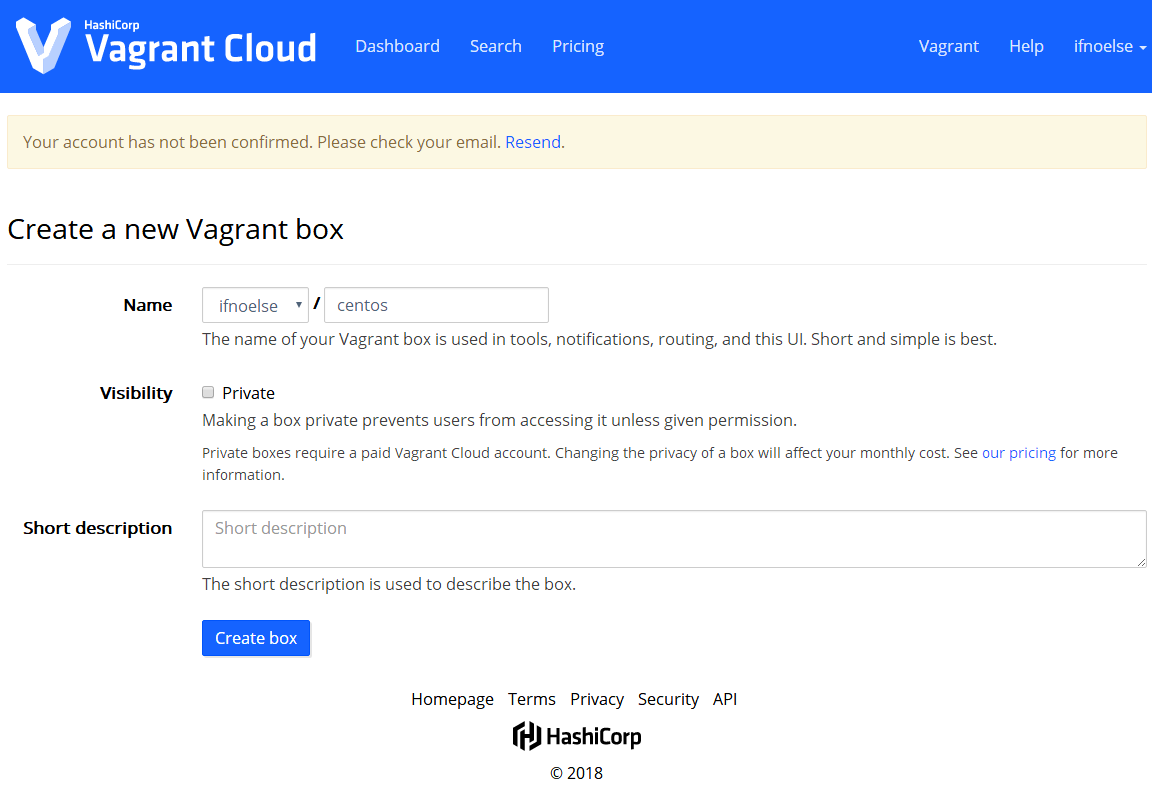 HashiCorp
Vagrant Cloud
Dashboard Search Pricing Vagrant Help ifnoelse
Your account has not been confirmed. Please check your email. Resend.
Create a new Vagrant box
Name ifnoelse / centos
The name of your Vagrant box is used in tools, notifications, routing, and this UI. Short and simple is best.
Visibility Private
Making a box private prevents users from accessing it unless given permission.
Private boxes require a paid Vagrant Cloud account. Changing the privacy of a box will affect your monthly cost. See our pricing for more
information.
Short description Short description
The short description is used to describe the box.
Create box
Homepage Terms Privacy Security API
HashiCorp
© 2018